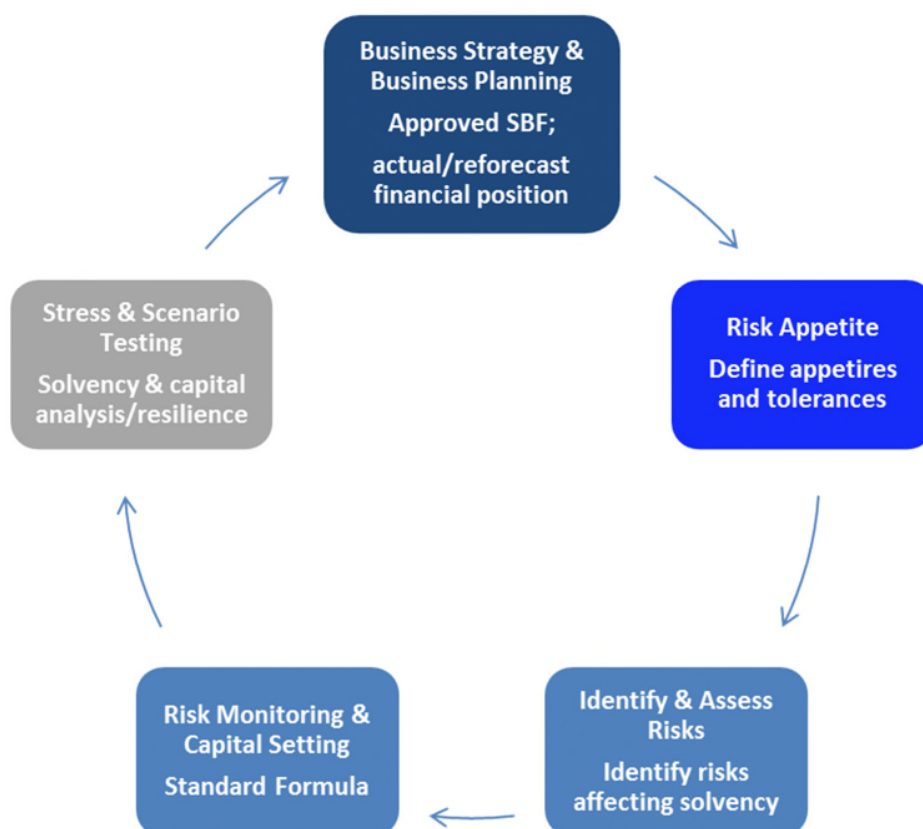 Business Strategy &
Business Planning
Approved SBF;
actual/reforecast
financial position
Risk Appetite
Define appetires
and tolerances
Identify & Assess
Risks
Identify risks
affecting solvency
Risk Monitoring &
Capital Setting
Standard Formula
Stress & Scenario
Testing
Solvency & capital
analysis/resilience